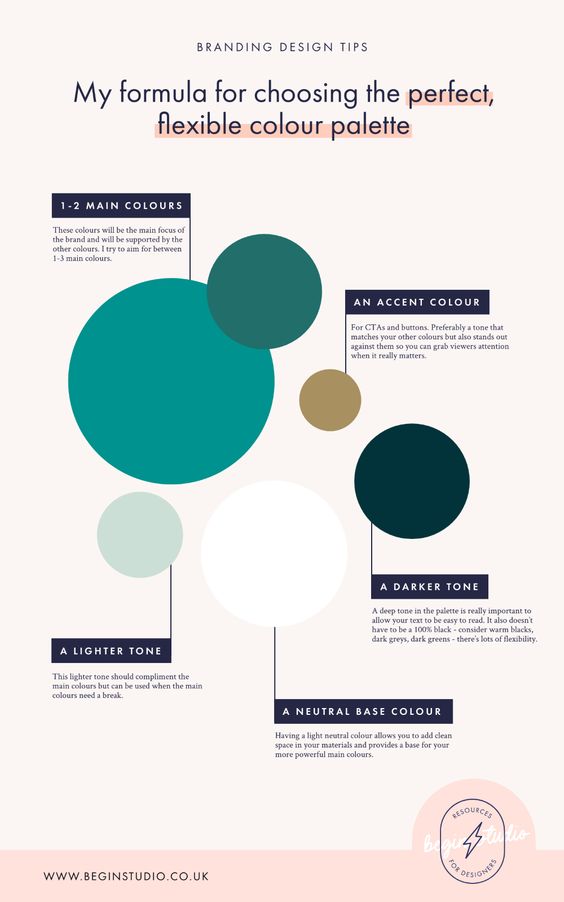 BRANDING DESIGN TIPS
My formula for choosing the perfect,
flexible colour palette
1-2 MAIN COLOURS
These colours will be the main focus of
the brand and will be supported by the
other colours. I try to aim for between
1-3 main colours.
AN ACCENT COLOUR
For CTAs and buttons. Preferably a tone that
matches your other colours but also stands out
against them so you can grab viewers attention
when it really matters.
A DARKER TONE
A deep tone in the palette is really important to
allow your text to be easy to read. It also doesn't
have to be a 100% black - consider warm blacks,
dark greys, dark greens - there's lots of flexibility.
A LIGHTER TONE
This lighter tone should compliment the
main colours but can be used when the main
colours need a break.
A NEUTRAL BASE COLOUR
Having a light neutral colour allows you to add clean
space in your materials and provides a base for your
more powerful main colours.
RESOURCES
begin studio
FOR DESIGNERS
WWW.BEGINSTUDIO.CO.UK